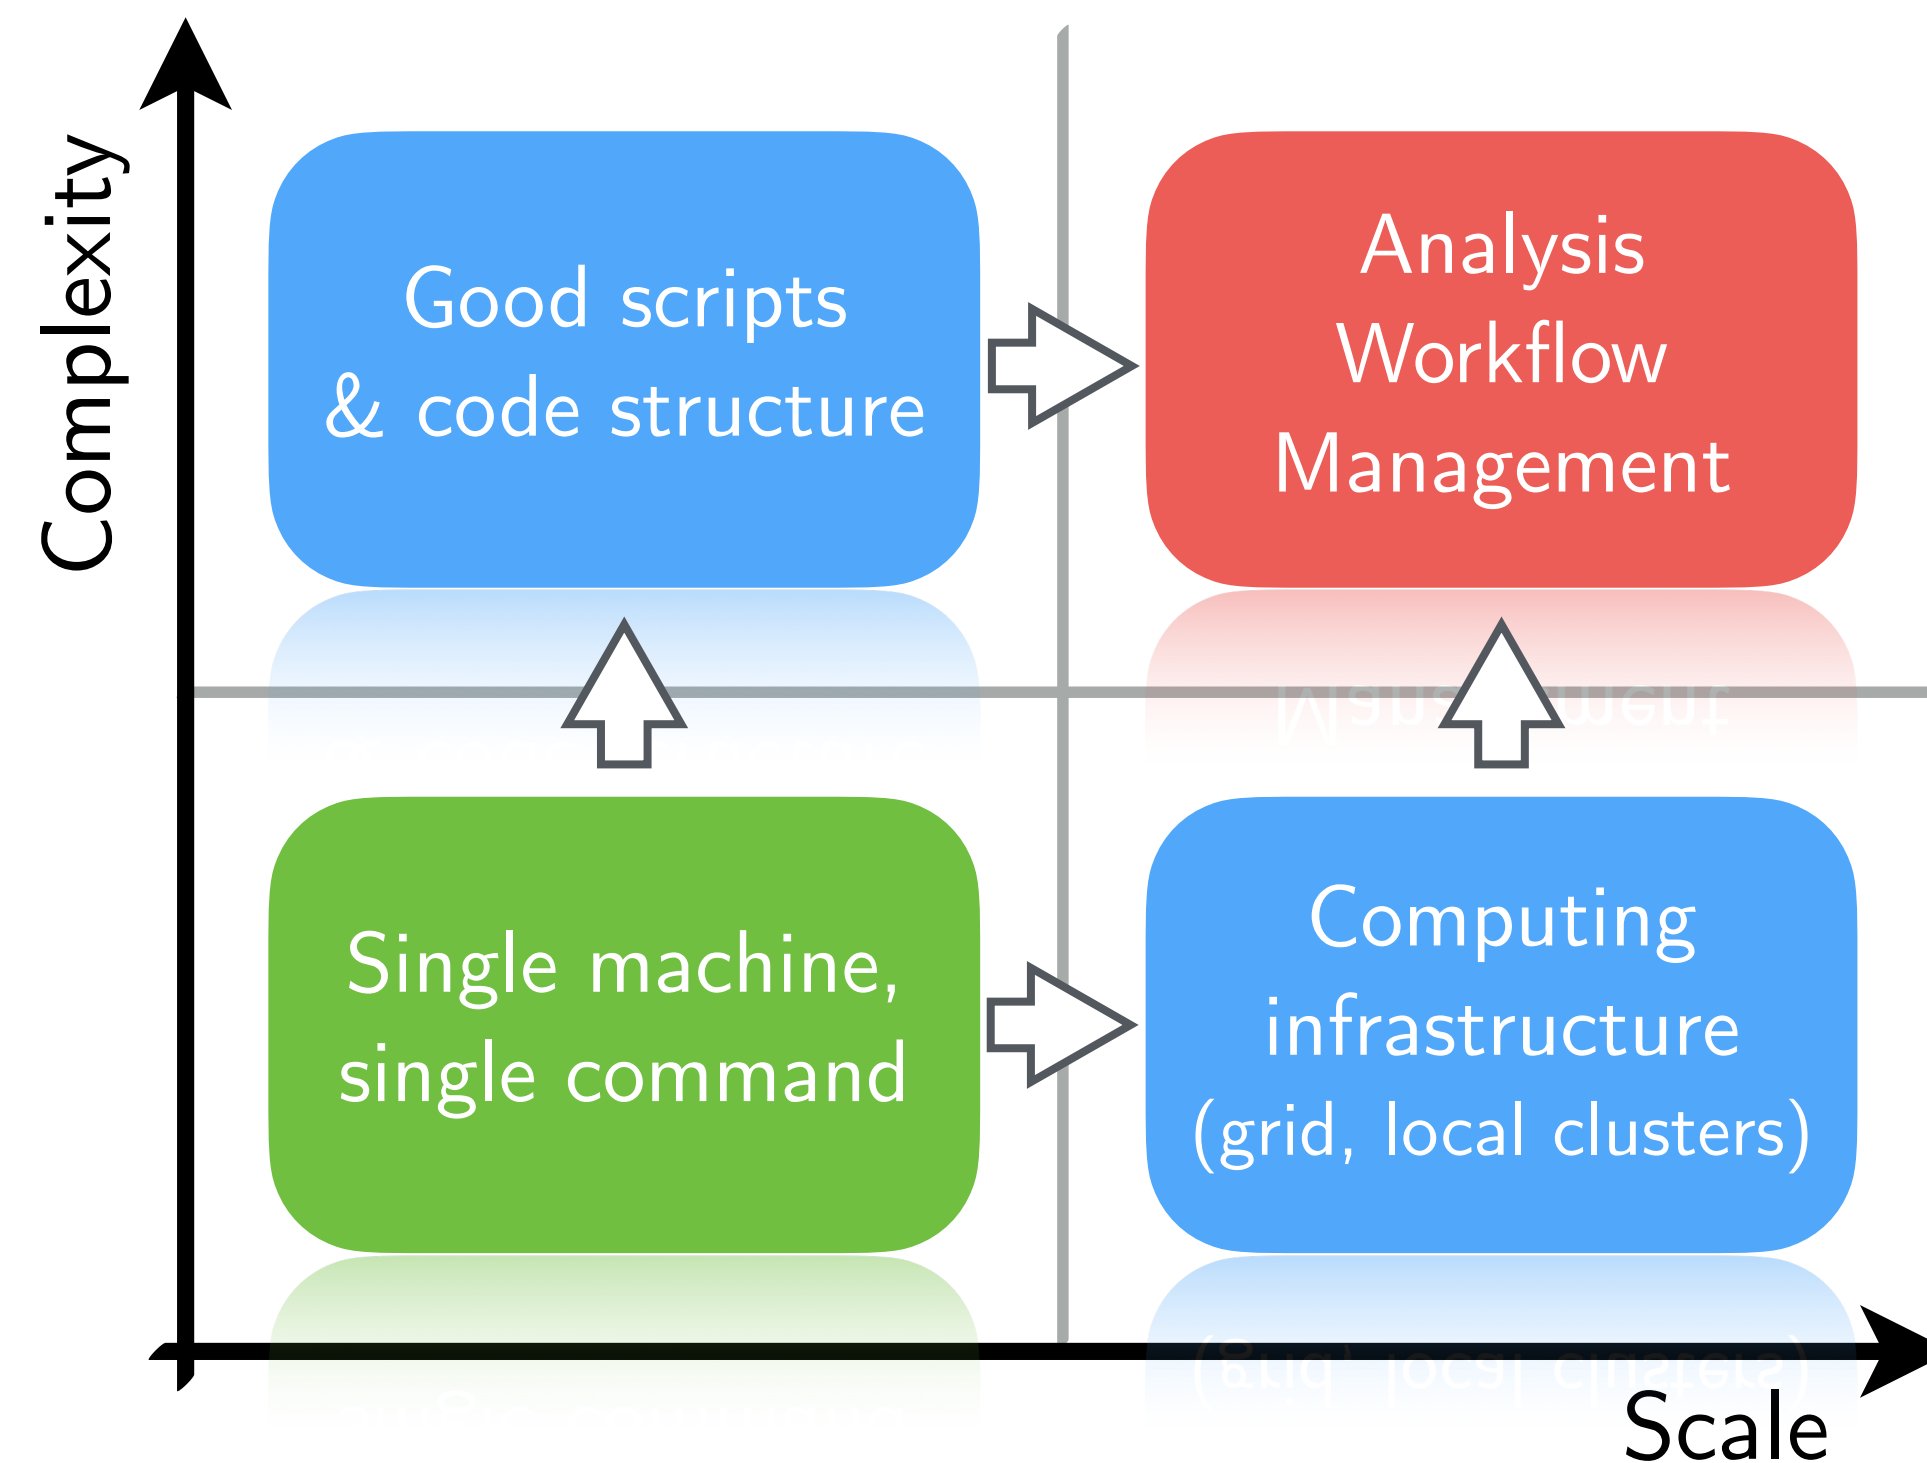 Complexity
Good scripts
& code structure
Analysis
Workflow
Management
Single machine,
single command
Computing
infrastructure
(grid, local clusters)
Scale